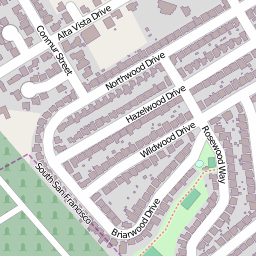 Alta Vista Drive
Conmur Street
Northwood Drive
Hazelwood Drive
Wildwood Drive
Rosewood Way
South San Francisco
Briarwood Drive